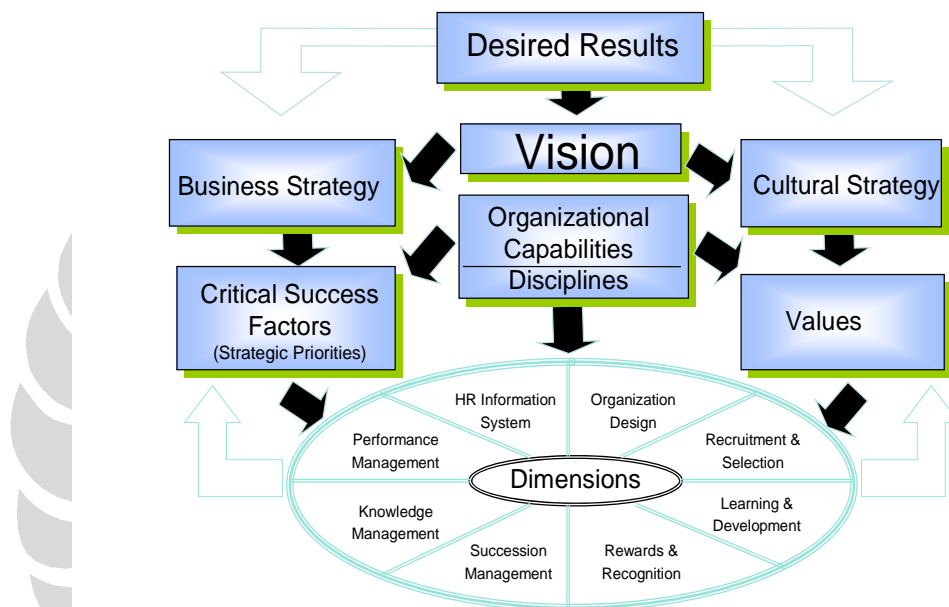 Desired Results
Vision
Business Strategy
Cultural Strategy
Organizational
Capabilities
Disciplines
Critical Success
Factors
(Strategic Priorities)
Values
HR Information
System
Organization
Design
Performance
Management
Recruitment &
Selection
Dimensions
Knowledge
Management
Learning &
Development
Succession
Management
Rewards &
Recognition